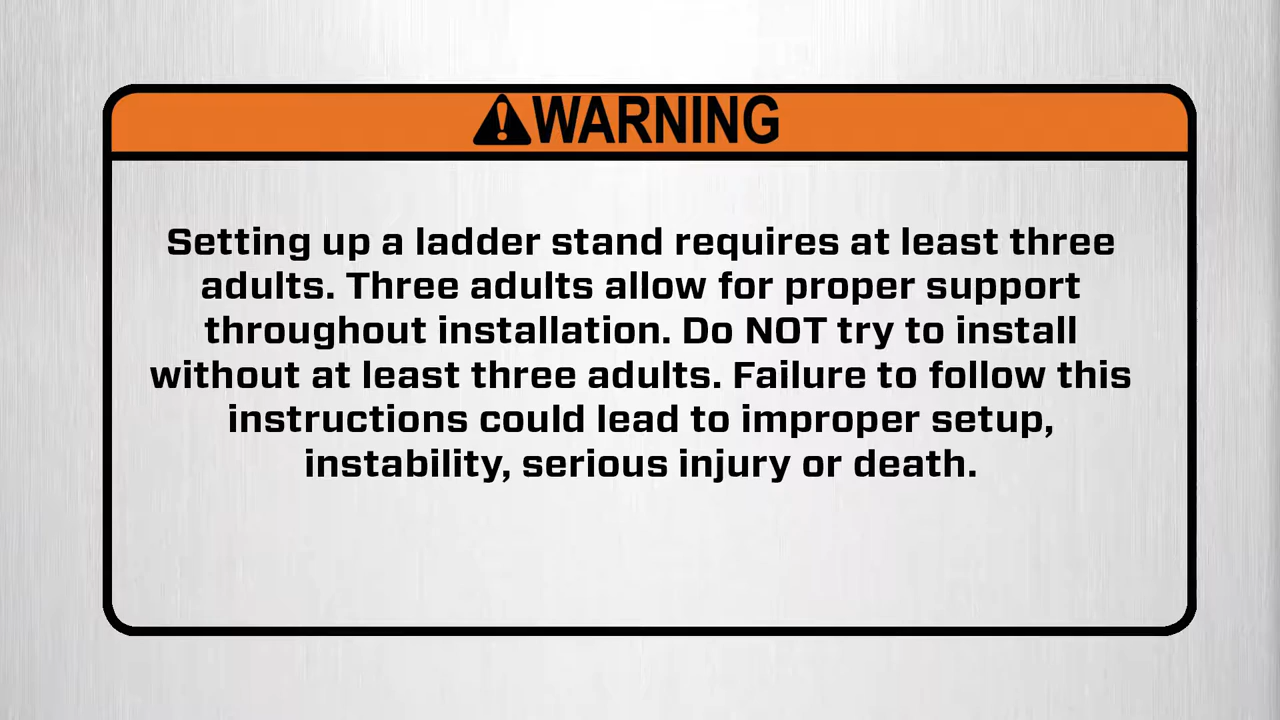 WARNING
Setting up a ladder stand requires at least three
adults. Three adults allow for proper support
throughout installation. Do NOT try to install
without at least three adults. Failure to follow this
instructions could lead to improper setup,
instability, serious injury or death.